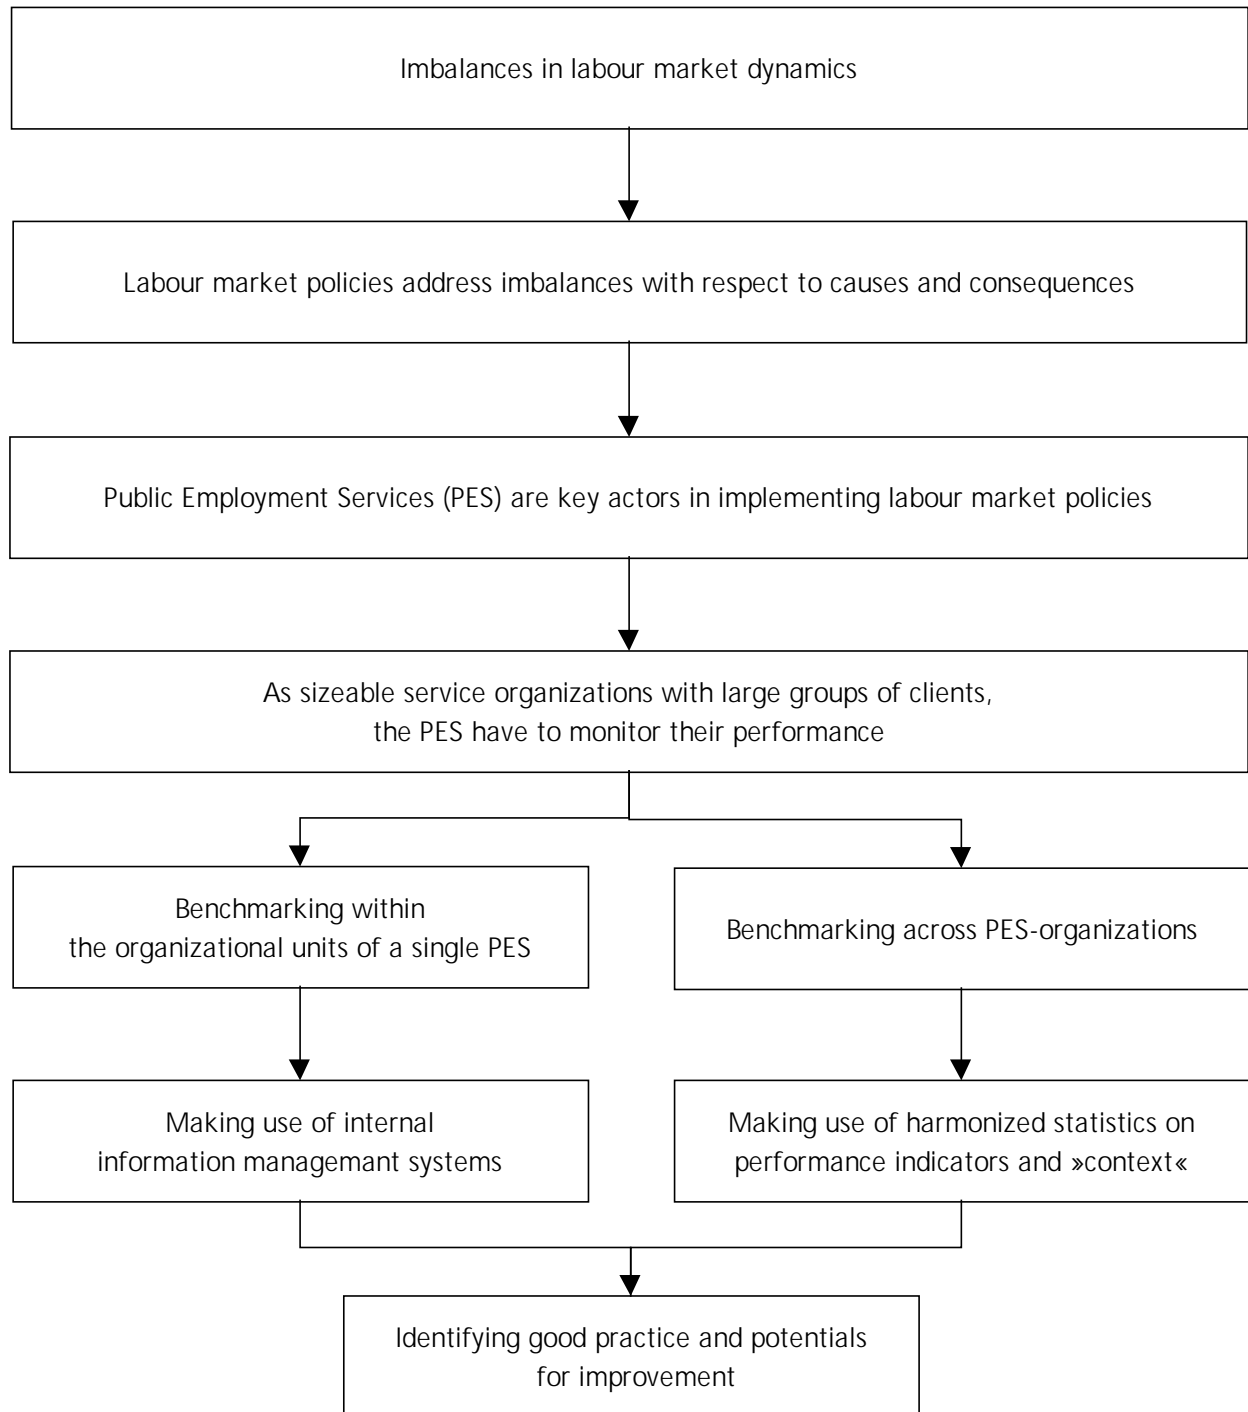 Imbalances in labour market dynamics
Labour market policies address imbalances with respect to causes and consequences
Public Employment Services (PES) are key actors in implementing labour market policies
As sizeable service organizations with large groups of clients,
the PES have to monitor their performance
Benchmarking within
the organizational units of a single PES
Benchmarking across PES-organizations
Making use of internal
information managemant systems
Making use of harmonized statistics on
performance indicators and »context«
Identifying good practice and potentials
for improvement